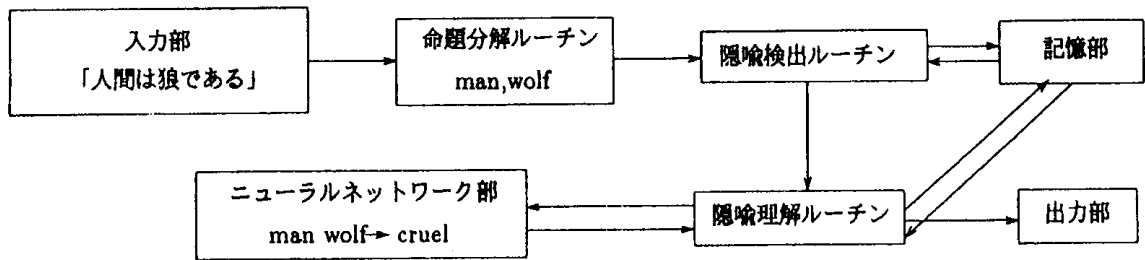 入力部
「人間は狼である」
命題分解ルーチン
man,wolf
隠喩検出ルーチン
記憶部
ニューラルネットワーク部
man wolf→ cruel
隠喩理解ルーチン
出力部